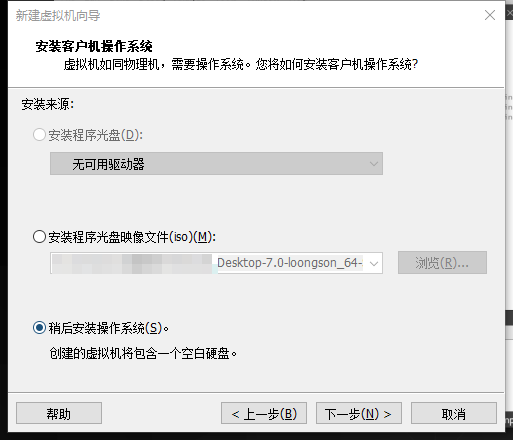 新建虚拟机向导
安装客户机操作系统
虚拟机如同物理机，需要操作系统。您将如何安装客户机操作系统?
安装来源:
安装程序光盘(D):
无可用驱动器
安装程序光盘映像文件(iso)(M):
Desktop-7.0-loongson_64-
浏览(R)...
稍后安装操作系统(S)。
创建的虚拟机将包含一个空白硬盘。
帮助
< 上一步(B)
下一步(N) >
取消